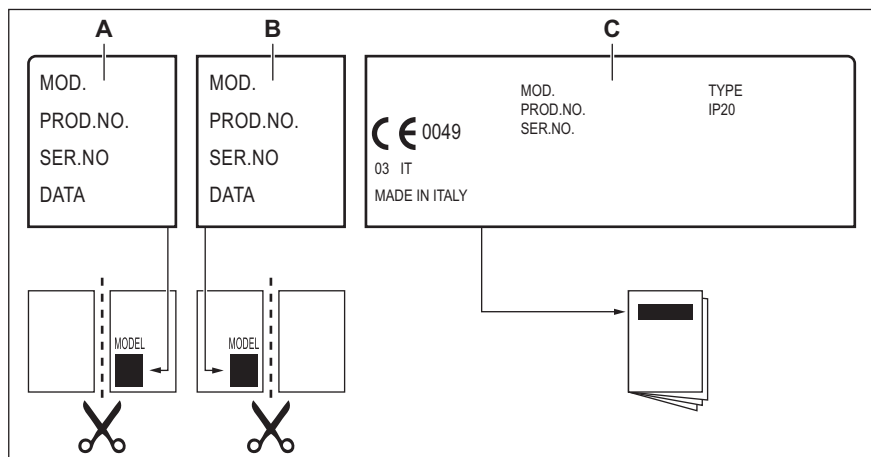 A
B
C
MOD.
PROD.NO.
SER.NO
DATA
MOD.
PROD.NO.
SER.NO
DATA
MOD.
PROD.NO.
SER.NO.
TYPE
IP20
CE 0049
03 IT
MADE IN ITALY
MODEL
MODEL